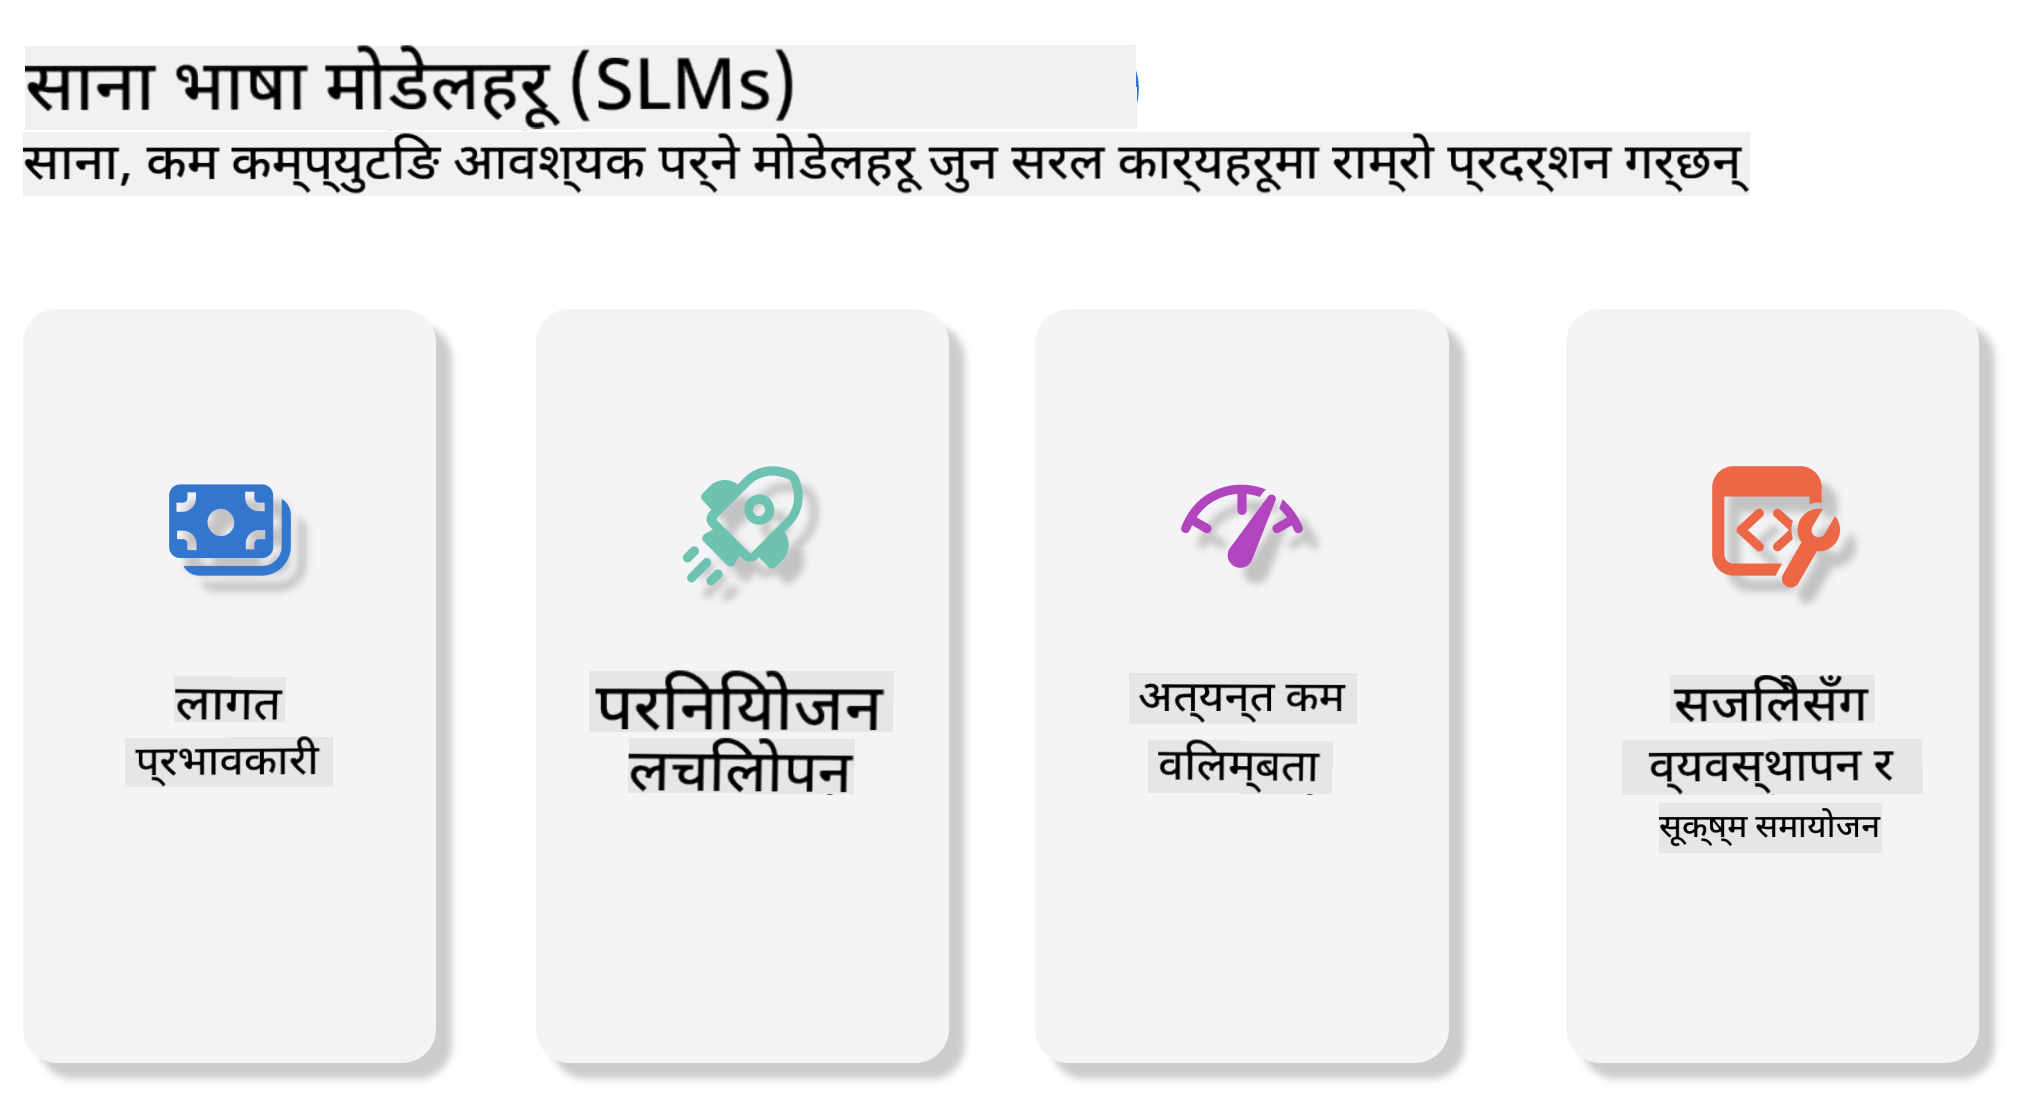 साना भाषा मोडेलहरू (SLMs)
साना, कम कम्प्युटिङ आवश्यक पर्ने मोडेलहरू जुन सरल कार्यहरूमा राम्रो प्रदर्शन गर्छन्
लागत
प्रभावकारी
परिनियोजन
लचिलोपन
अत्यन्त कम
विलम्बता
सजिलैसँग
व्यवस्थापन र
सूक्ष्म समायोजन